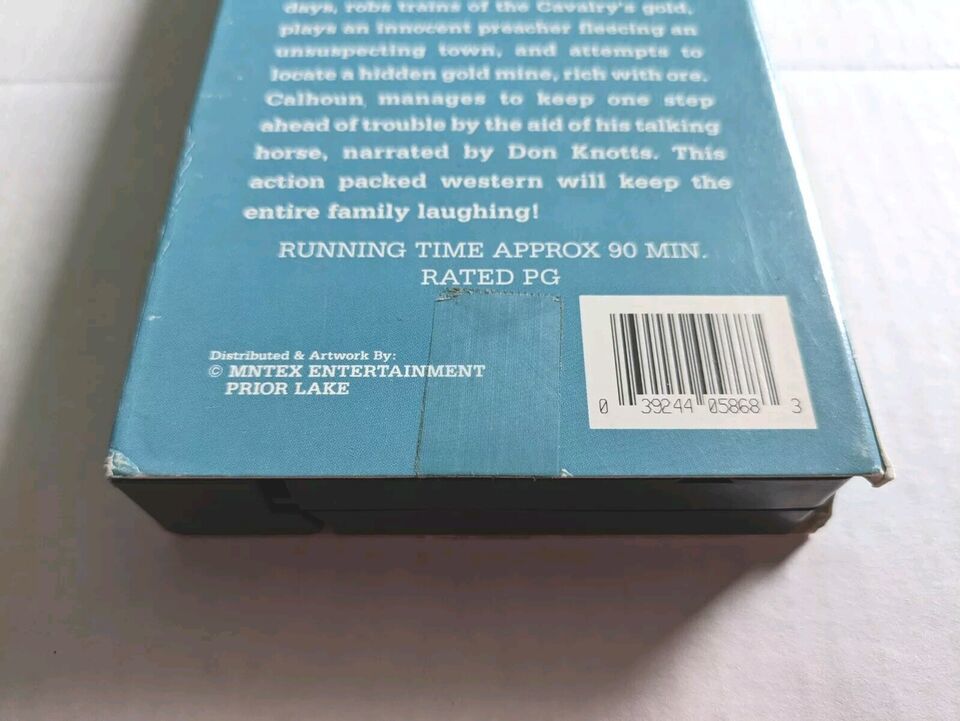 days, robs trains of the Cavalry's gold,
plays an innocent preacher fleecing an
unsuspecting town, and attempts to
locate a hidden gold mine, rich with ore.
Calhoun manages to keep one step
ahead of trouble by the aid of his talking
horse, narrated by Don Knotts. This
action packed western will keep the
entire family laughing!
RUNNING TIME APPROX 90 MIN.
RATED PG
Distributed & Artwork By:
© MNTEX ENTERTAINMENT
PRIOR LAKE
0 39244 05868 3